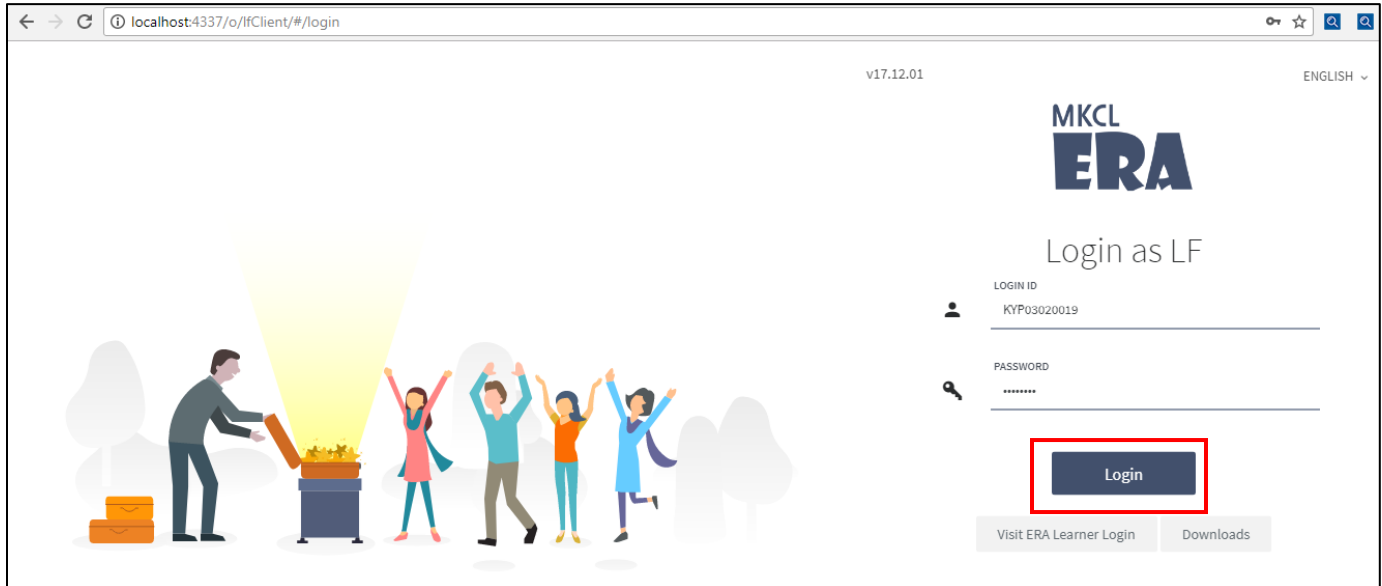 localhost:4337/o/lfClient/#/login
v17.12.01
ENGLISH
MKCL
ERA
Login as LF
LOGIN ID
KYP03020019
PASSWORD
••••••••
Login
Visit ERA Learner Login
Downloads